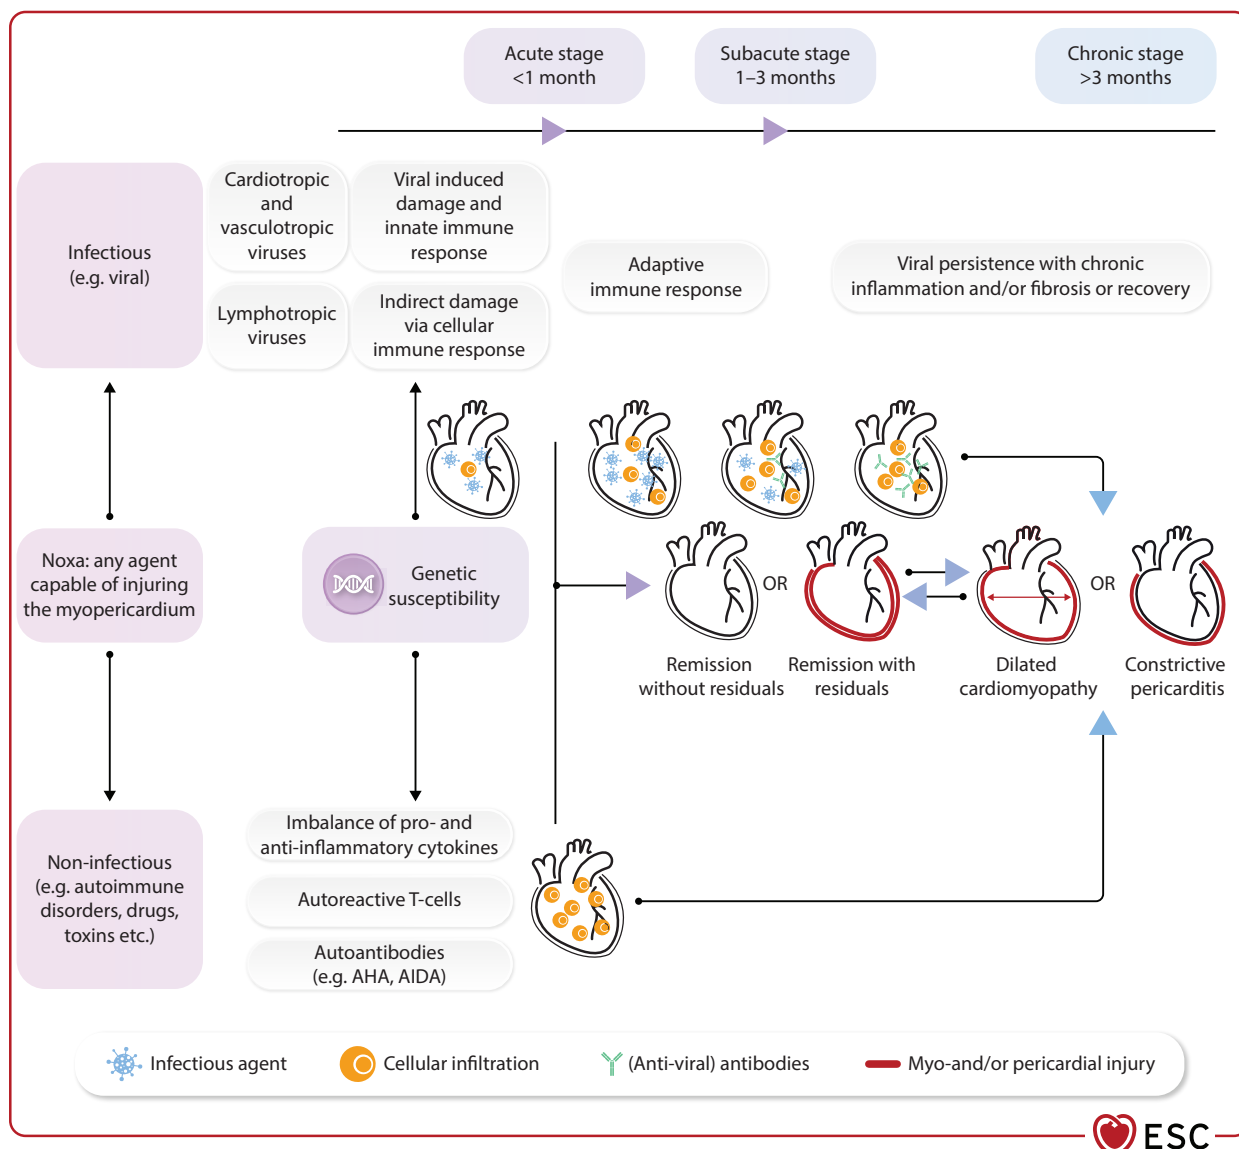 Acute stage
<1 month
Subacute stage
1–3 months
Chronic stage
>3 months
Infectious
(e.g. viral)
Cardiotropic
and
vasculotropic
viruses
Viral induced
damage and
innate immune
response
Lymphotropic
viruses
Indirect damage
via cellular
immune response
Adaptive
immune response
Viral persistence with chronic
inflammation and/or fibrosis or recovery
Noxa: any agent
capable of injuring
the myopericardium
Genetic
susceptibility
OR
OR
Remission
without residuals
Remission with
residuals
Dilated
cardiomyopathy
Constrictive
pericarditis
Non-infectious
(e.g. autoimmune
disorders, drugs,
toxins etc.)
Imbalance of pro- and
anti-inflammatory cytokines
Autoreactive T-cells
Autoantibodies
(e.g. AHA, AIDA)
Infectious agent
Cellular infiltration
(Anti-viral) antibodies
Myo-and/or pericardial injury
ESC